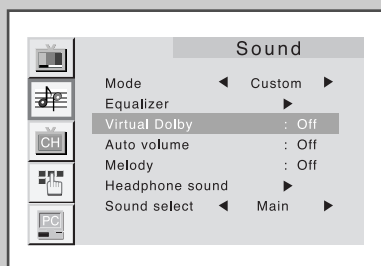 Sound
Mode ◀ Custom ▶
Equalizer ▶
Virtual Dolby : Off
Auto volume : Off
Melody : Off
Headphone sound ▶
Sound select ◀ Main ▶
CH
PC